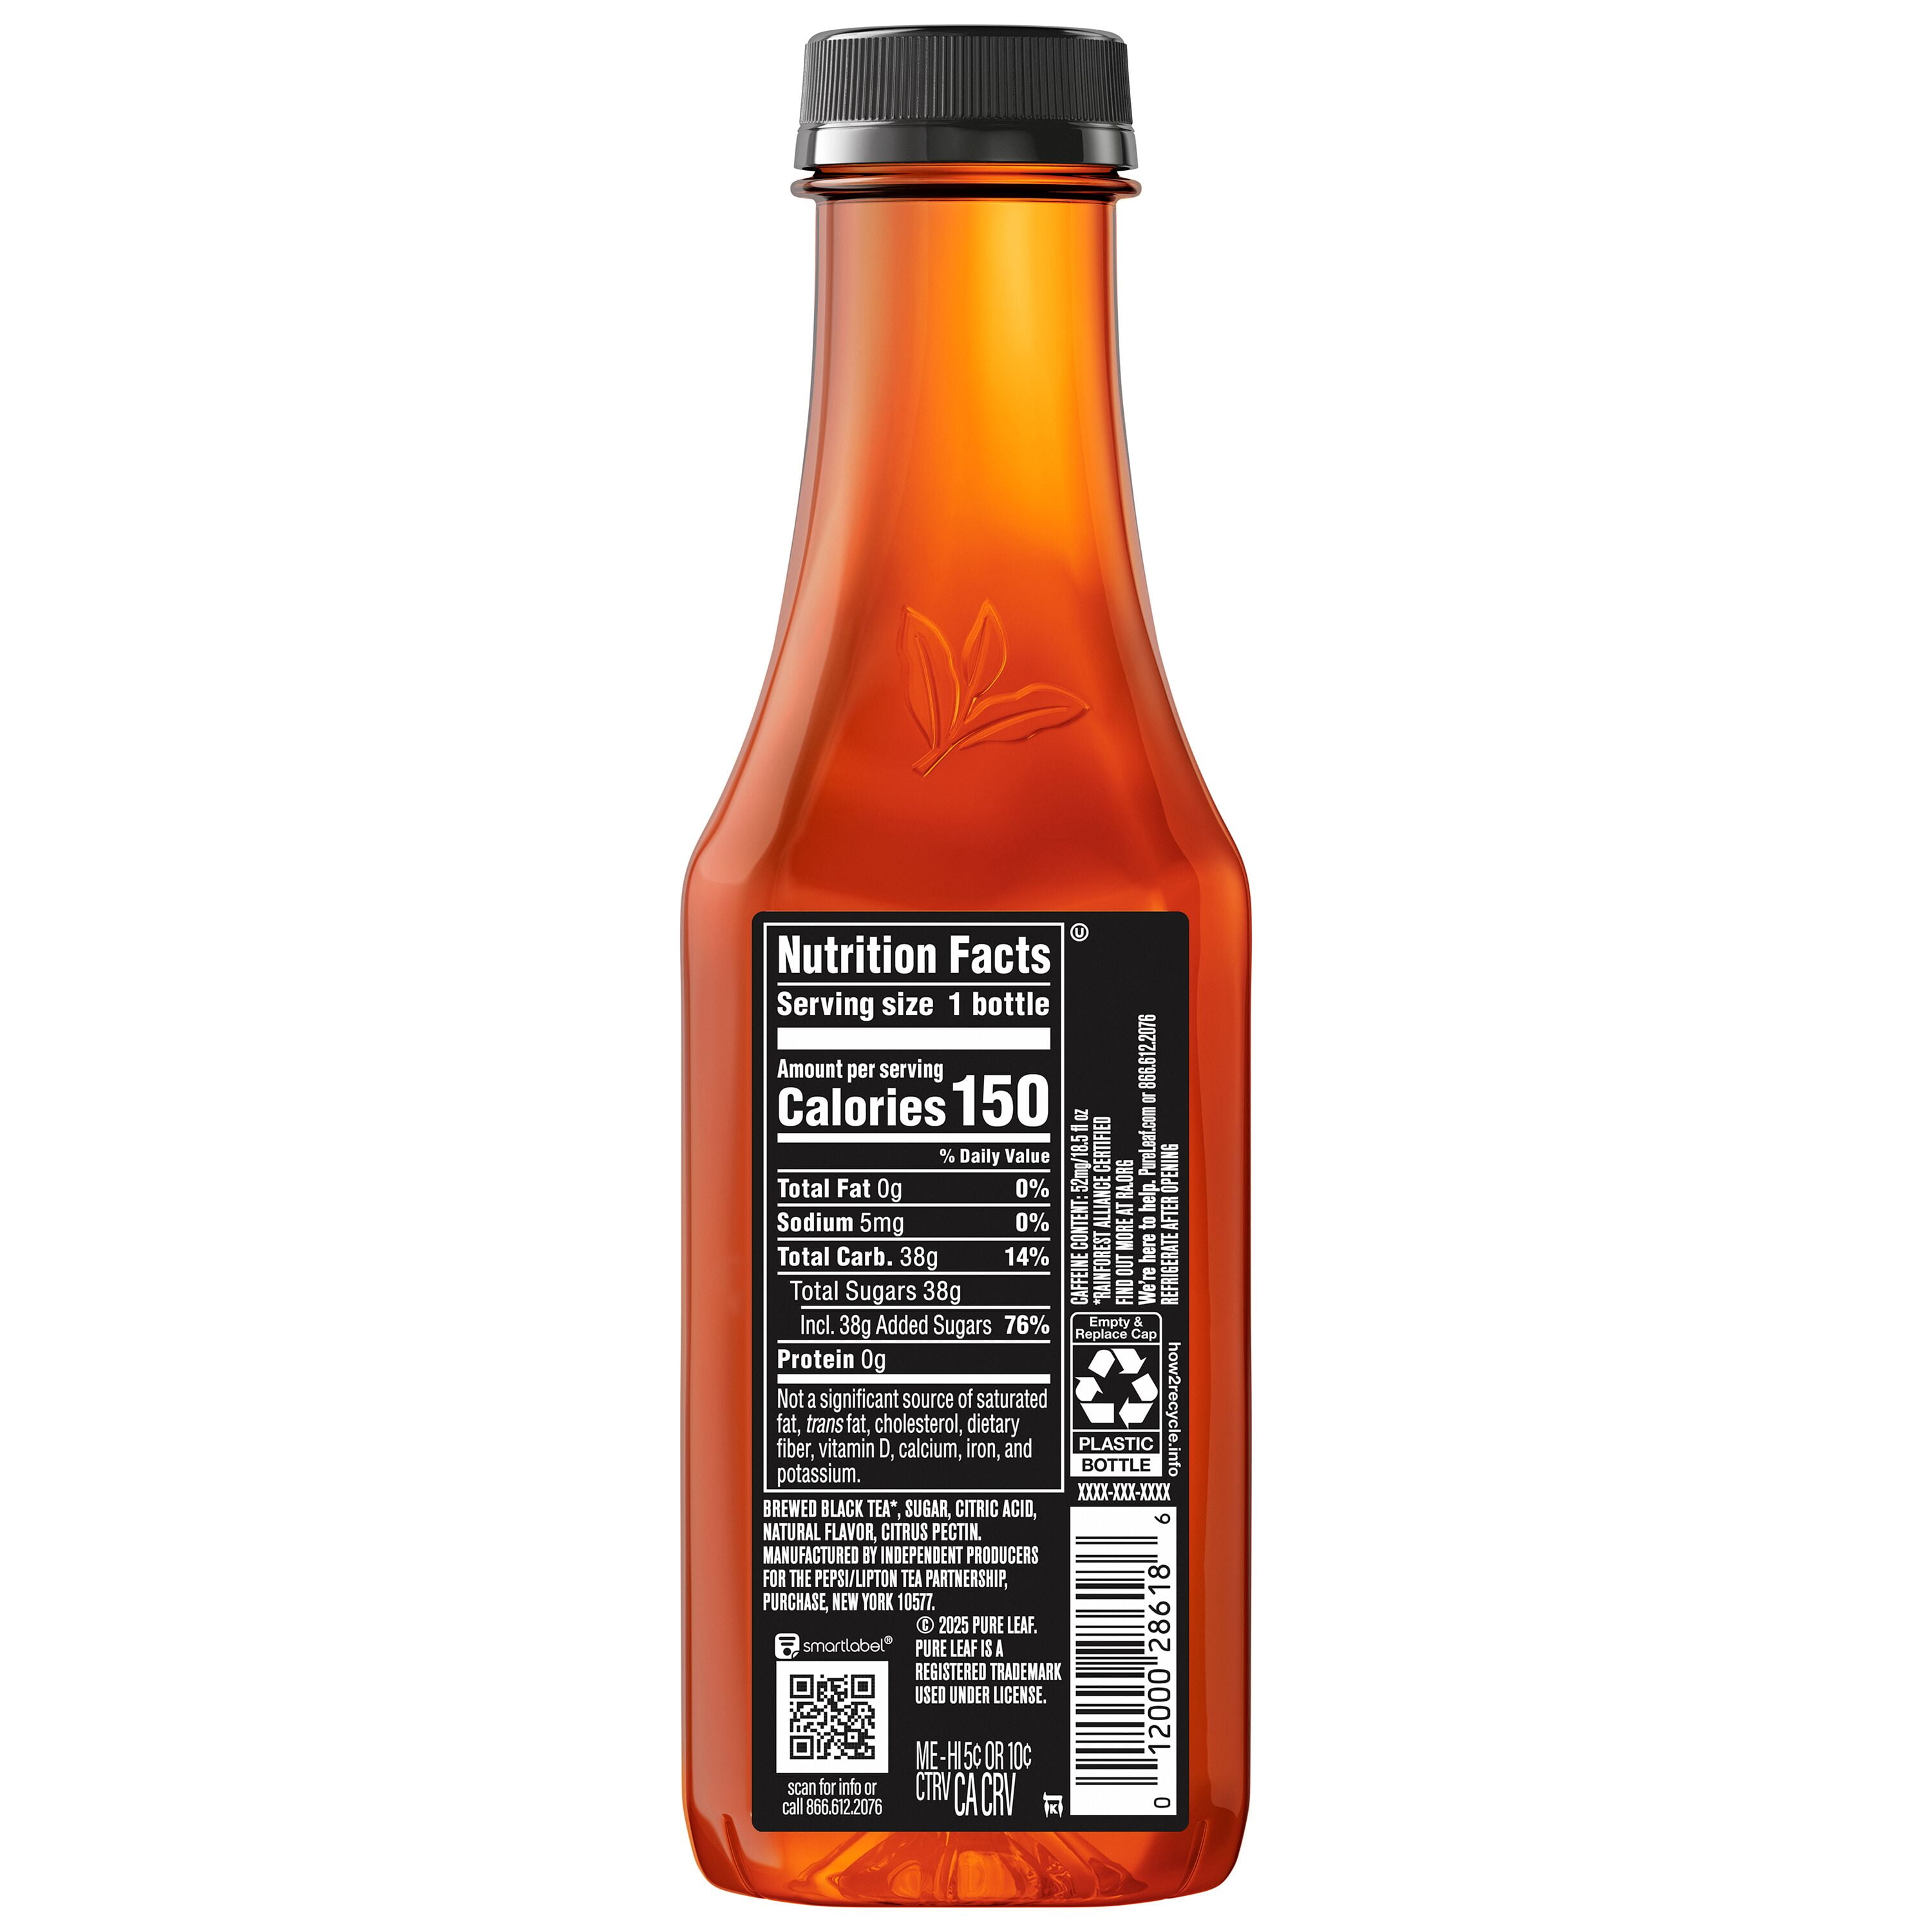 Nutrition Facts
Serving size 1 bottle
Amount per serving
Calories 150
% Daily Value
Total Fat 0g 0%
Sodium 5mg 0%
Total Carb. 38g 14%
Total Sugars 38g
Incl. 38g Added Sugars 76%
Protein 0g
Not a significant source of saturated
fat, trans fat, cholesterol, dietary
fiber, vitamin D, calcium, iron, and
potassium.
BREWED BLACK TEA*, SUGAR, CITRIC ACID,
NATURAL FLAVOR, CITRUS PECTIN.
MANUFACTURED BY INDEPENDENT PRODUCERS
FOR THE PEPSI/LIPTON TEA PARTNERSHIP,
PURCHASE, NEW YORK 10577.
© 2025 PURE LEAF.
PURE LEAF IS A
REGISTERED TRADEMARK
USED UNDER LICENSE.
smartlabel®
scan for info or
call 866.612.2076
ME-HI 5¢ OR 10¢
CTRV CA CRV
K
U
CAFFEINE CONTENT: 52mg/18.5 fl oz
*RAINFOREST ALLIANCE CERTIFIED
FIND OUT MORE AT RA.ORG
We're here to help. PureLeaf.com or 866.612.2076
REFRIGERATE AFTER OPENING
Empty &
Replace Cap
PLASTIC
BOTTLE
how2recycle.info
XXXX-XXX-XXXX
0 12000 28618 6